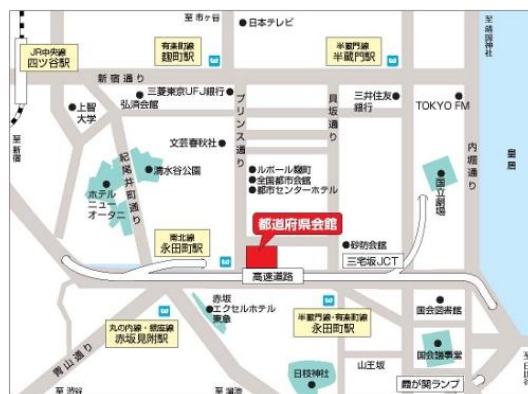 至市ヶ谷
日本テレビ
至靖国神社
JR中央線
四ツ谷駅
有楽町線
麹町駅
半蔵門線
半蔵門駅
新宿通り
三菱東京UFJ銀行
弘済会館
上智
大学
プリンス通り
貝坂通り
三井住友
銀行
TOKYO FM
至新宿
文芸春秋社
紀尾井町通り
清水谷公園
ルポール麹町
全国都市会館
都市センターホテル
内堀通り
皇居
国立劇場
ホテル
ニュー
オータニ
都道府県会館
南北線
永田町駅
砂防会館
三宅坂JCT
高速道路
赤坂
エクセルホテル
東急
半蔵門線・有楽町線
永田町駅
国会図書館
丸の内線・銀座線
赤坂見附駅
青山通り
国会議事堂
山王坂
日枝神社
霞が関ランプ
至渋谷
至溜池